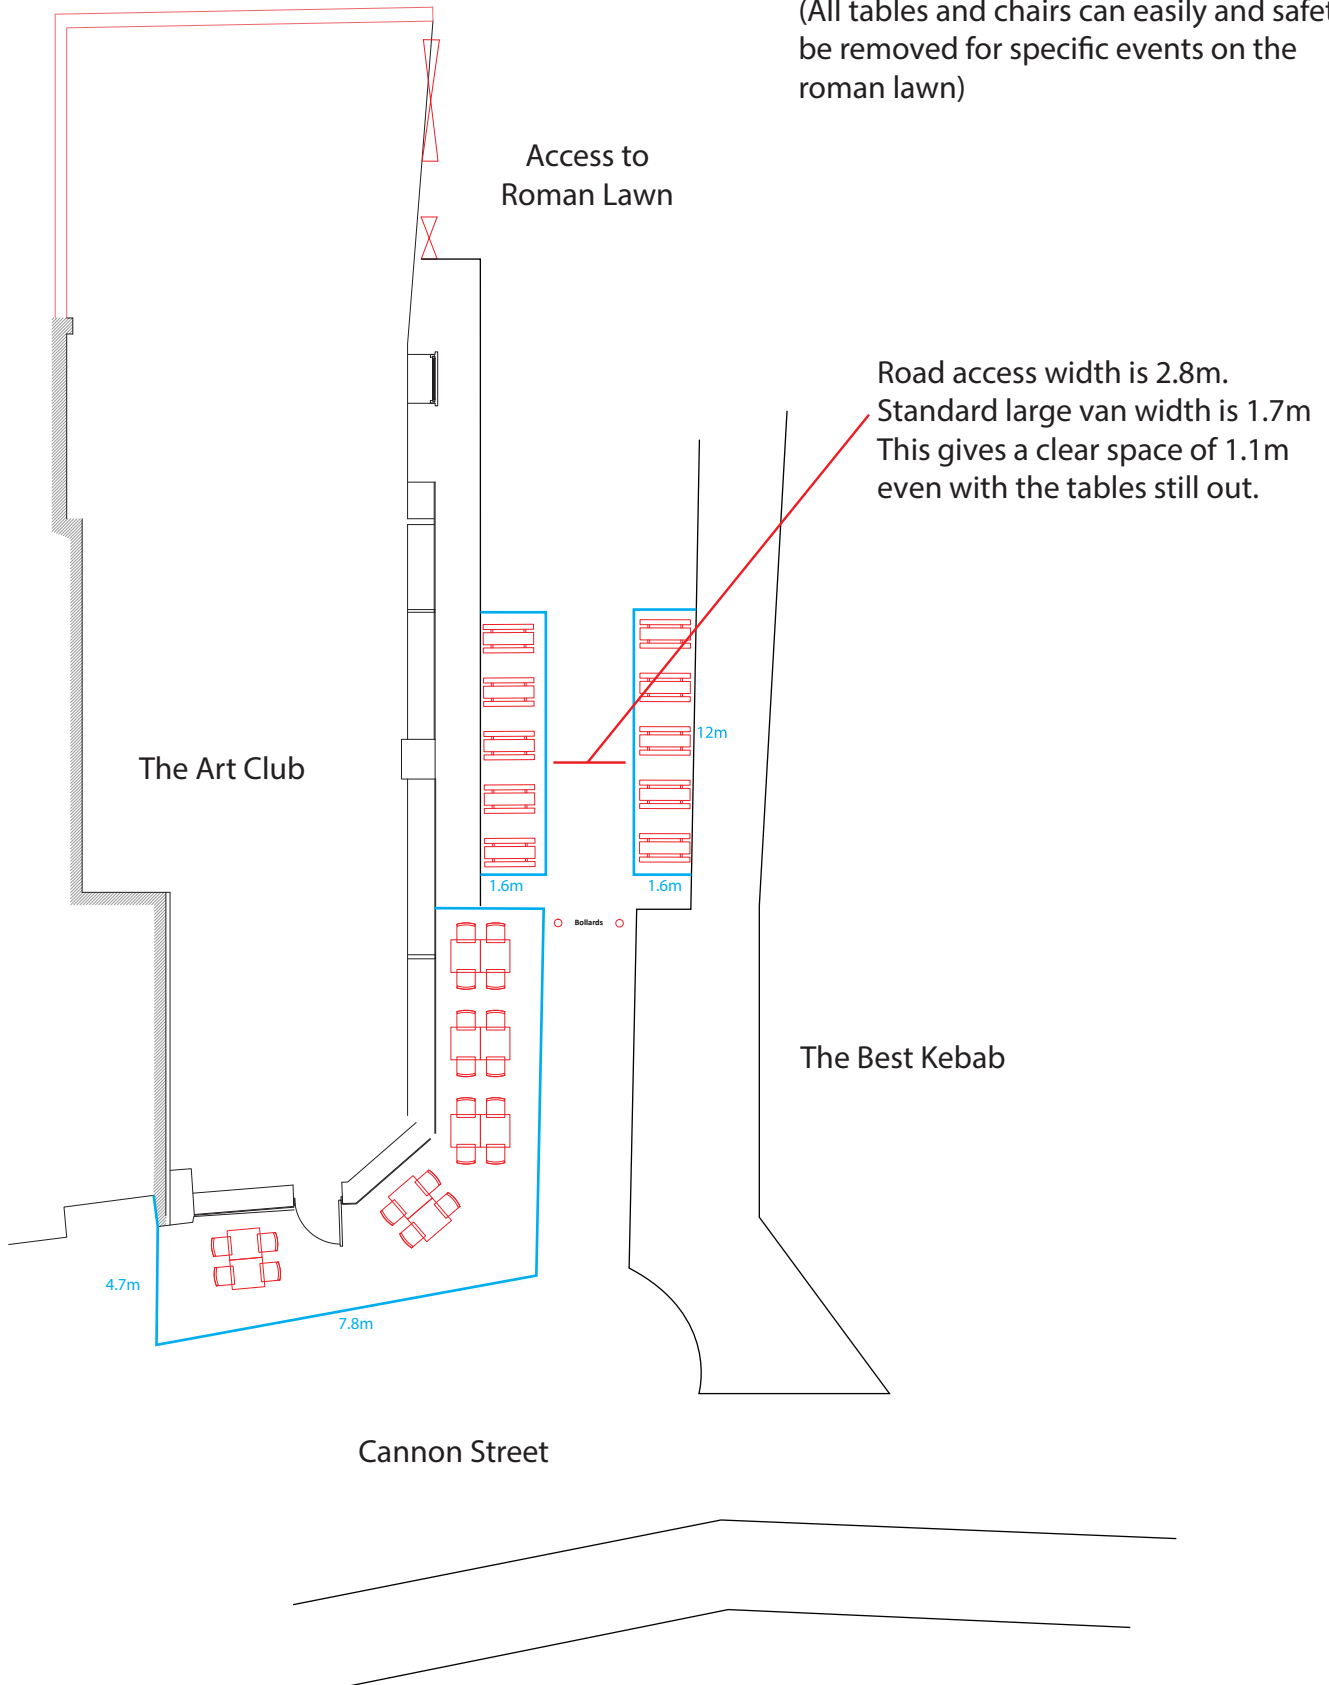 (All tables and chairs can easily and safet
be removed for specific events on the
roman lawn)
Access to
Roman Lawn
Road access width is 2.8m.
Standard large van width is 1.7m
This gives a clear space of 1.1m
even with the tables still out.
12m
The Art Club
1.6m
1.6m
Bollards
The Best Kebab
4.7m
7.8m
Cannon Street